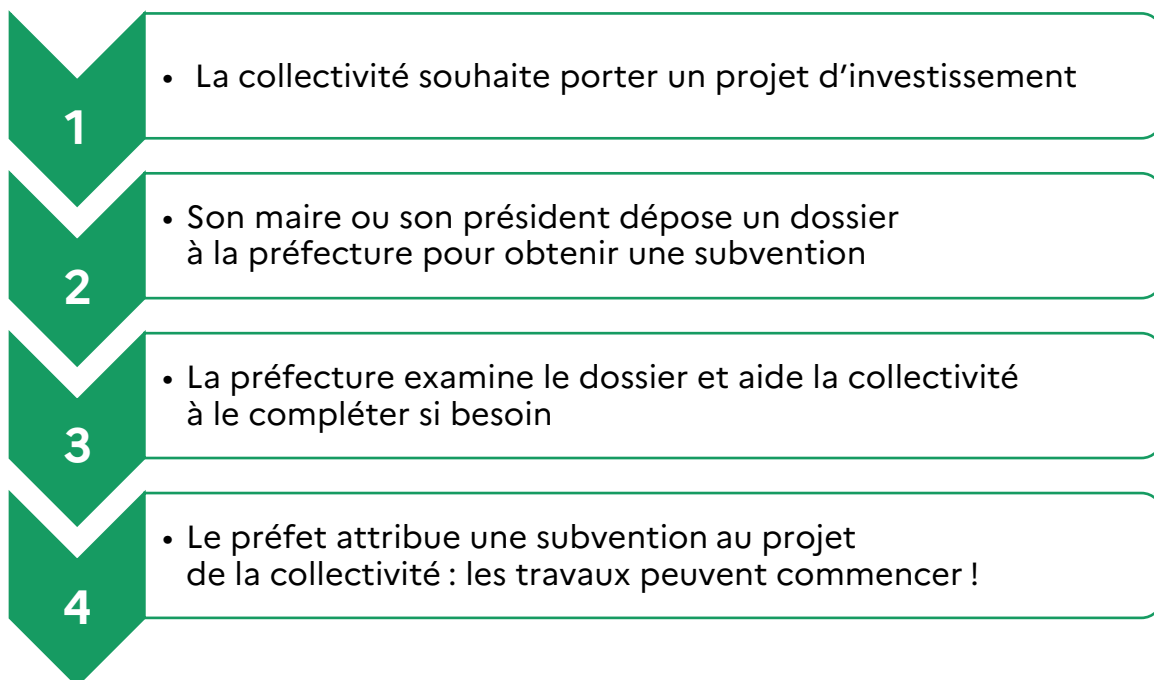 1
• La collectivité souhaite porter un projet d’investissement
2
• Son maire ou son président dépose un dossier
à la préfecture pour obtenir une subvention
3
• La préfecture examine le dossier et aide la collectivité
à le compléter si besoin
4
• Le préfet attribue une subvention au projet
de la collectivité : les travaux peuvent commencer !